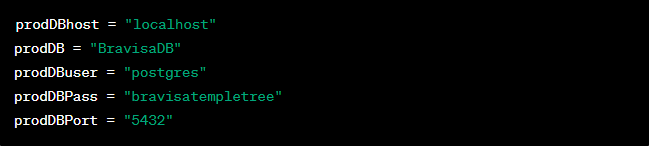 prodDBhost = "localhost"
prodDB = "BravisaDB"
prodDBuser = "postgres"
prodDBPass = "bravisatempletree"
prodDBPort = "5432"